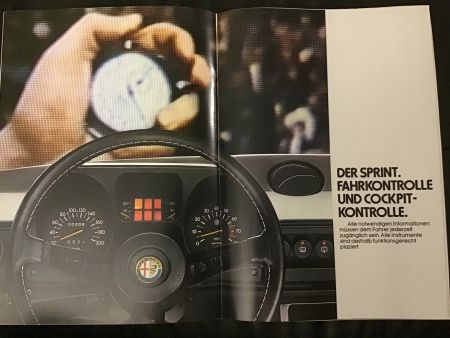 DER SPRINT.
FAHRKONTROLLE
UND COCKPIT-
KONTROLLE.
Alle notwendigen Informationen
müssen dem Fahrer jederzeit
zugänglich sein. Alle Instrumente
sind deshalb funktionsgerecht
plaziert